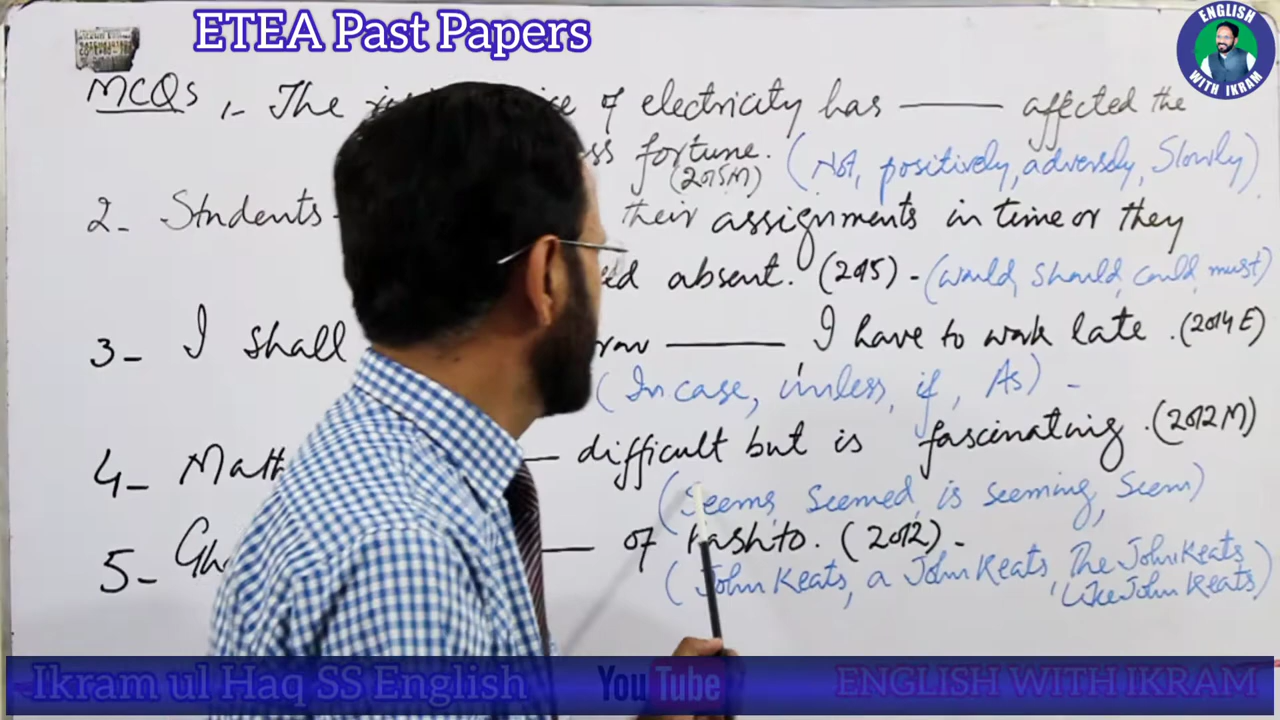 ETEA Past Papers
ENGLISH WITH IKRAM
MCQs 1- The of electricity has ——— affected the
fortune. (Not, positively, adversely, Slowly)
(2015M)
2- Students their assignments in time or they
absent. (2015) - (would, should, could, must)
3- I shall ——— I have to work late. (2014 E)
(In case, unless, if, As) -
4- Math — difficult but is fascinating. (2012 M)
(Seems, Seemed, is seeming, Seem)
5- — of Pashto. (2012) -
(John Keats, a John Keats, The John Keats,
Like John Keats)
Ikram ul Haq SS English YouTube ENGLISH WITH IKRAM